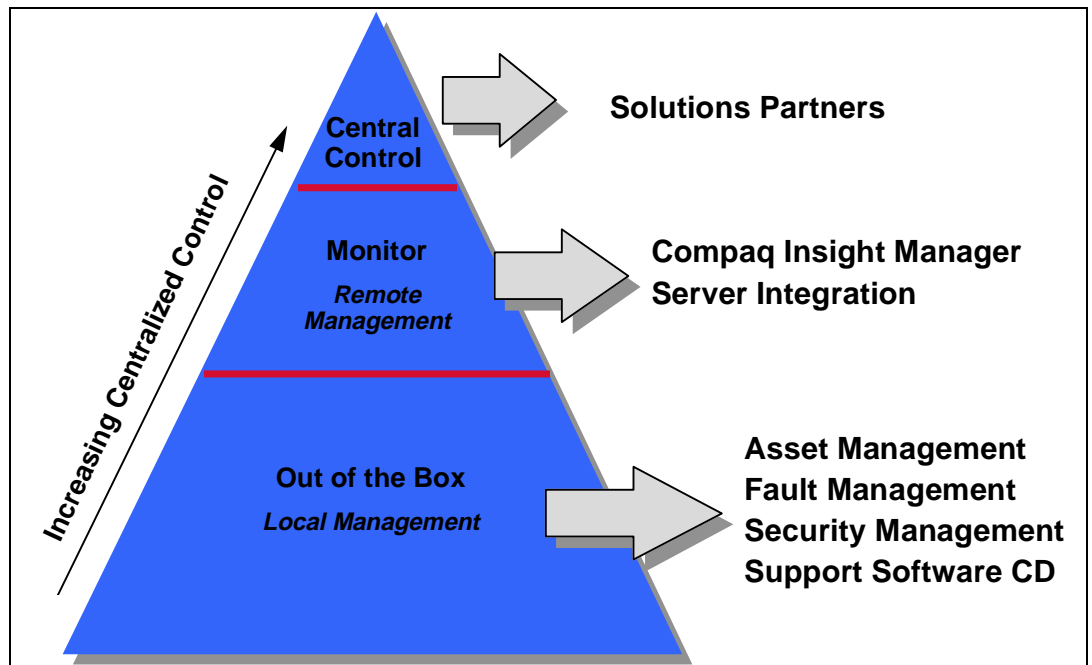 Increasing Centralized Control
Central
Control
Solutions Partners
Monitor
Remote
Management
Compaq Insight Manager
Server Integration
Out of the Box
Local Management
Asset Management
Fault Management
Security Management
Support Software CD